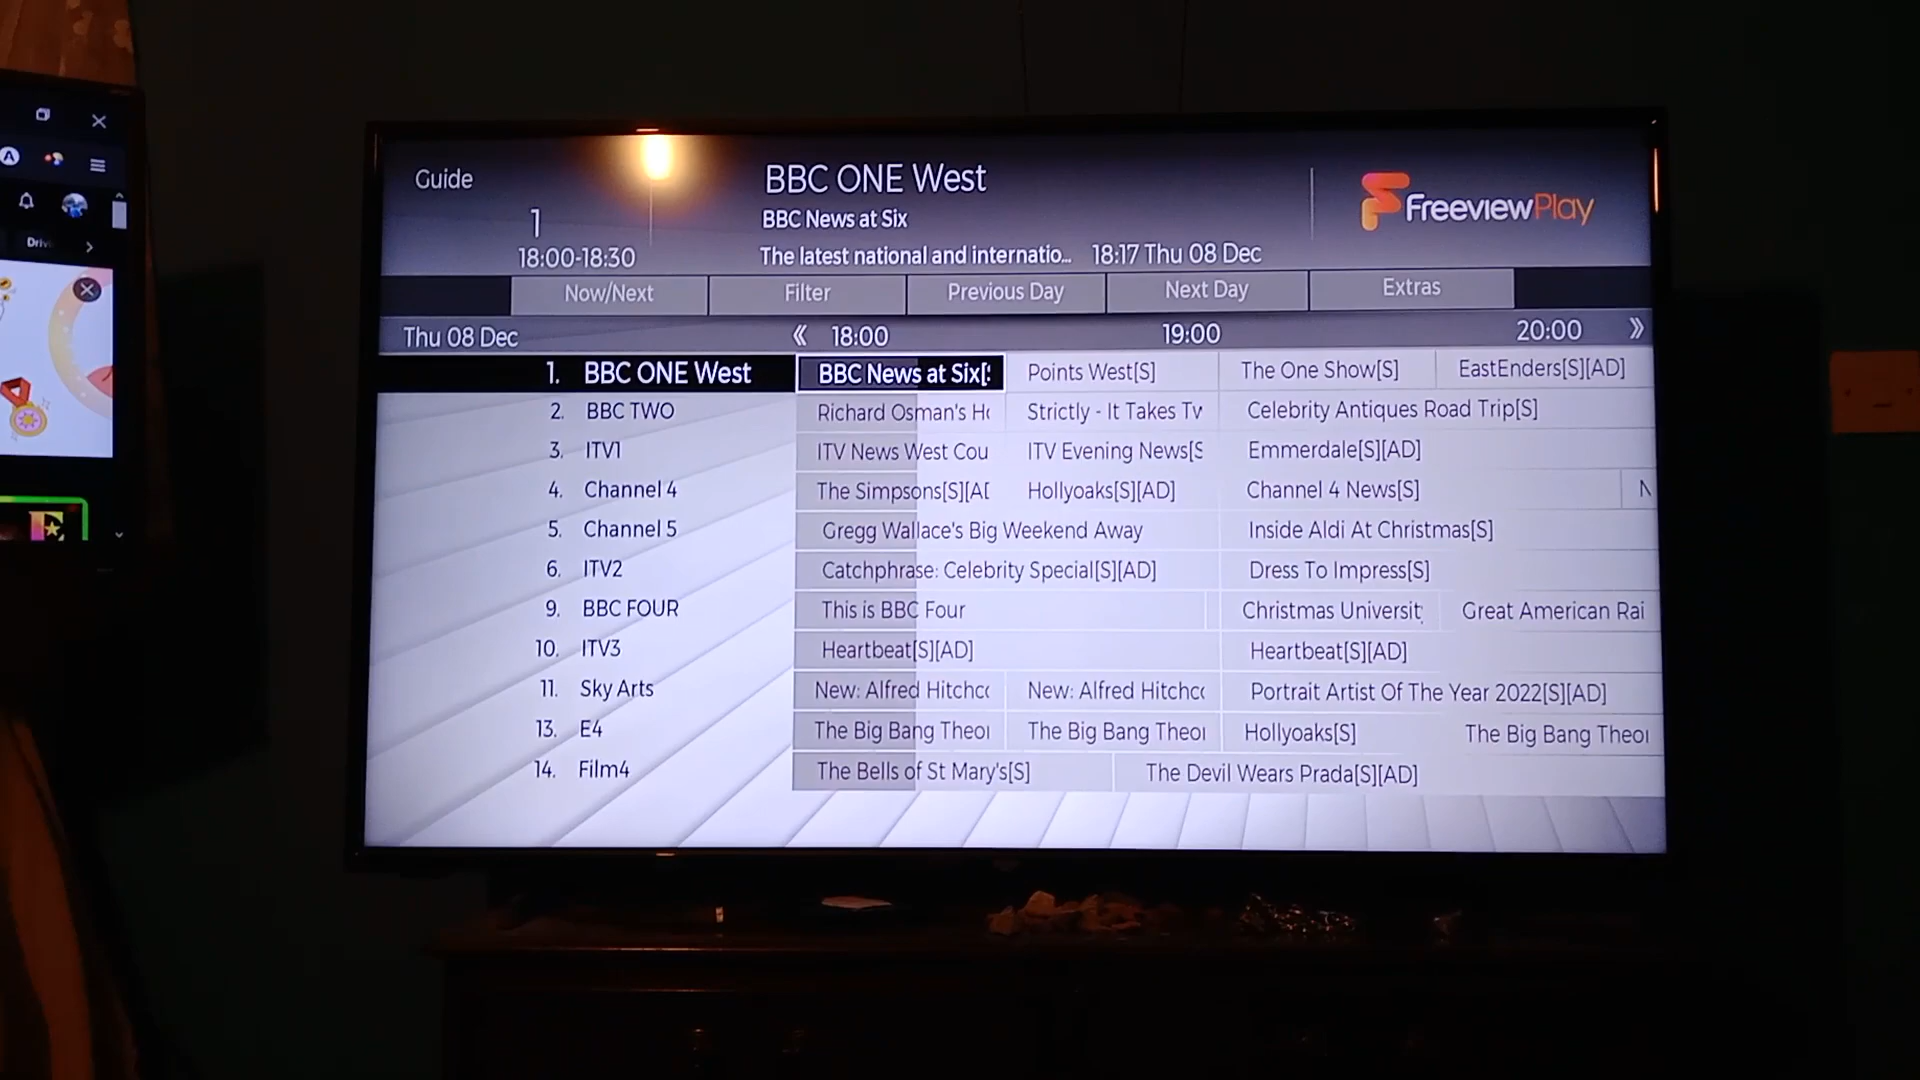 Guide
BBC ONE West
1
BBC News at Six
18:00-18:30
The latest national and internatio... 18:17 Thu 08 Dec
FreeviewPlay
Now/Next Filter Previous Day Next Day Extras
Thu 08 Dec « 18:00 19:00 20:00 »
1. BBC ONE West BBC News at Six[ Points West[S] The One Show[S] EastEnders[S][AD]
2. BBC TWO Richard Osman's Strictly - It Takes Celebrity Antiques Road Trip[S]
3. ITV1 ITV News West Cou ITV Evening News[S Emmerdale[S][AD]
4. Channel 4 The Simpsons[S][A Hollyoaks[S][AD] Channel 4 News[S] N
5. Channel 5 Gregg Wallace's Big Weekend Away Inside Aldi At Christmas[S]
6. ITV2 Catchphrase: Celebrity Special[S][AD] Dress To Impress[S]
9. BBC FOUR This is BBC Four Christmas Universit Great American Rai
10. ITV3 Heartbeat[S][AD] Heartbeat[S][AD]
11. Sky Arts New: Alfred Hitchc New: Alfred Hitchc Portrait Artist Of The Year 2022[S][AD]
13. E4 The Big Bang Theo The Big Bang Theo Hollyoaks[S] The Big Bang Theo
14. Film4 The Bells of St Mary's[S] The Devil Wears Prada[S][AD]
A
Driv
E